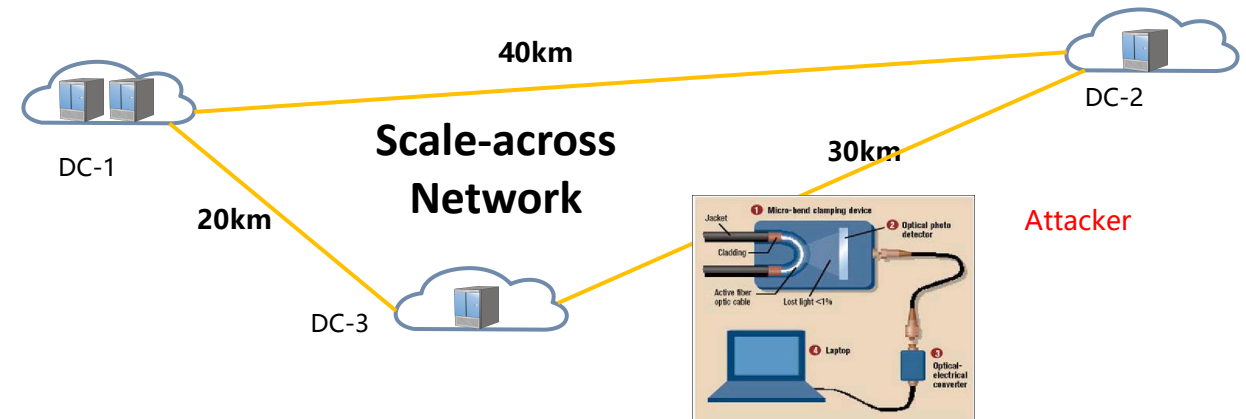 40km
DC-2
Scale-across
Network
DC-1
30km
20km
Attacker
DC-3
1 Micro-bend clamping device
Jacket
2 Optical photo
detector
Cladding
Active fiber
optic cable
Lost light <1%
4 Laptop
3
Optical-
electrical
converter